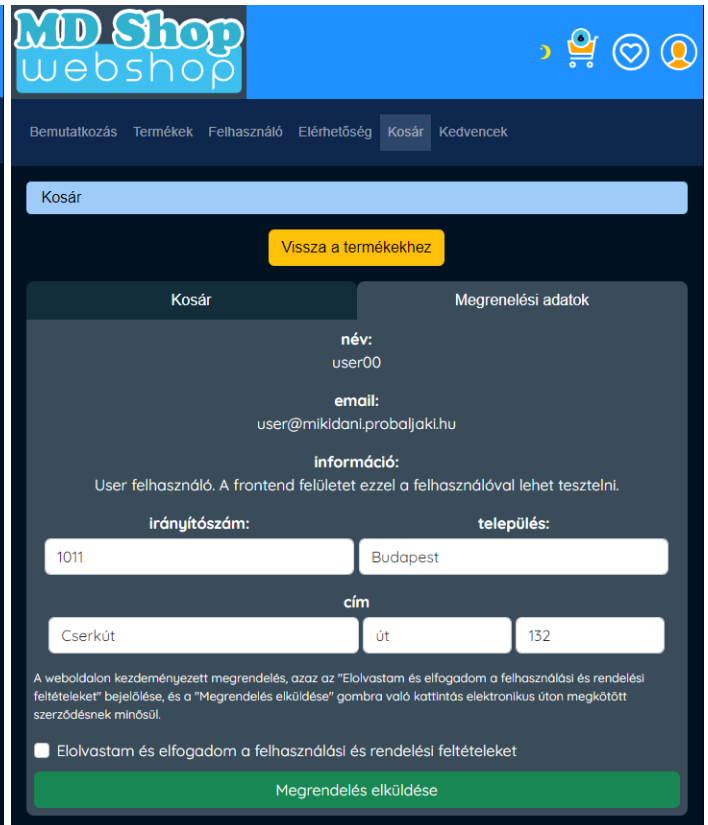 MD Shop
webshop
6
Bemutatkozás Termékek Felhasználó Elérhetőség Kosár Kedvencek
Kosár
Vissza a termékekhez
Kosár Megrenelési adatok
név:
user00
email:
user@mikidani.probaljaki.hu
információ:
User felhasználó. A frontend felületet ezzel a felhasználóval lehet tesztelni.
irányítószám: település:
1011 Budapest
cím
Cserkút út 132
A weboldalon kezdeményezett megrendelés, azaz az "Elolvastam és elfogadom a felhasználási és rendelési
feltételeket" bejelölése, és a "Megrendelés elküldése" gombra való kattintás elektronikus úton megkötött
szerződésnek minősül.
Elolvastam és elfogadom a felhasználási és rendelési feltételeket
Megrendelés elküldése